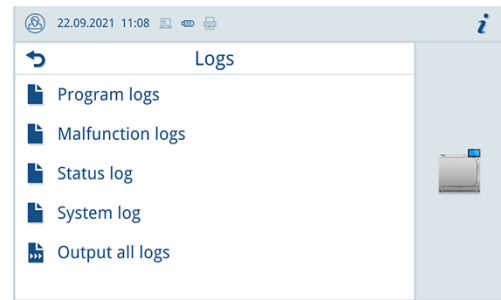 22.09.2021 11:08
i
Logs
Program logs
Malfunction logs
Status log
System log
Output all logs